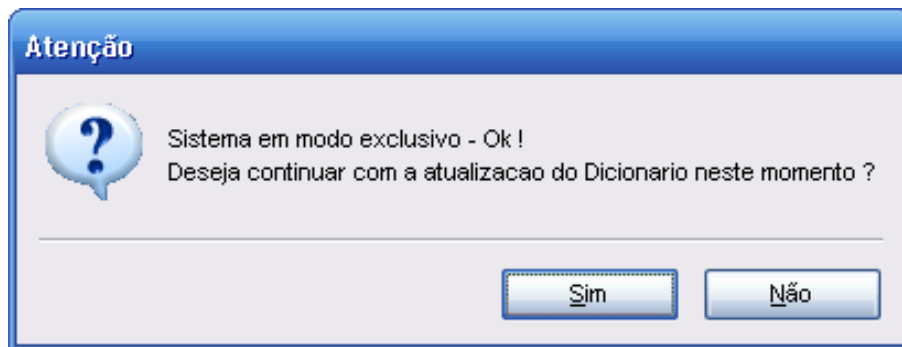 Atenção
Sistema em modo exclusivo - Ok !
Deseja continuar com a atualizacao do Dicionario neste momento ?
Sim
Não